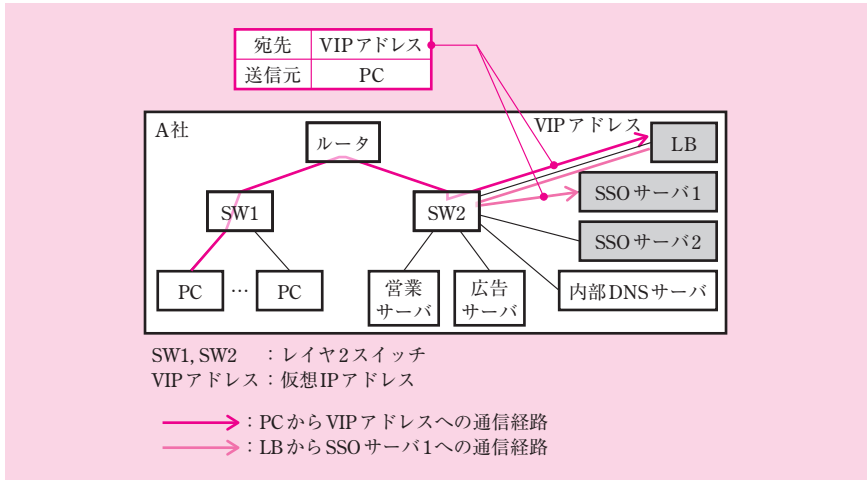 宛先 VIPアドレス
送信元 PC
A社
VIPアドレス
ルータ
LB
SSOサーバ1
SW1
SW2
SSOサーバ2
PC … PC
営業サーバ
広告サーバ
内部DNSサーバ
SW1, SW2 :レイヤ2スイッチ
VIPアドレス:仮想IPアドレス
:PCからVIPアドレスへの通信経路
:LBからSSOサーバ1への通信経路